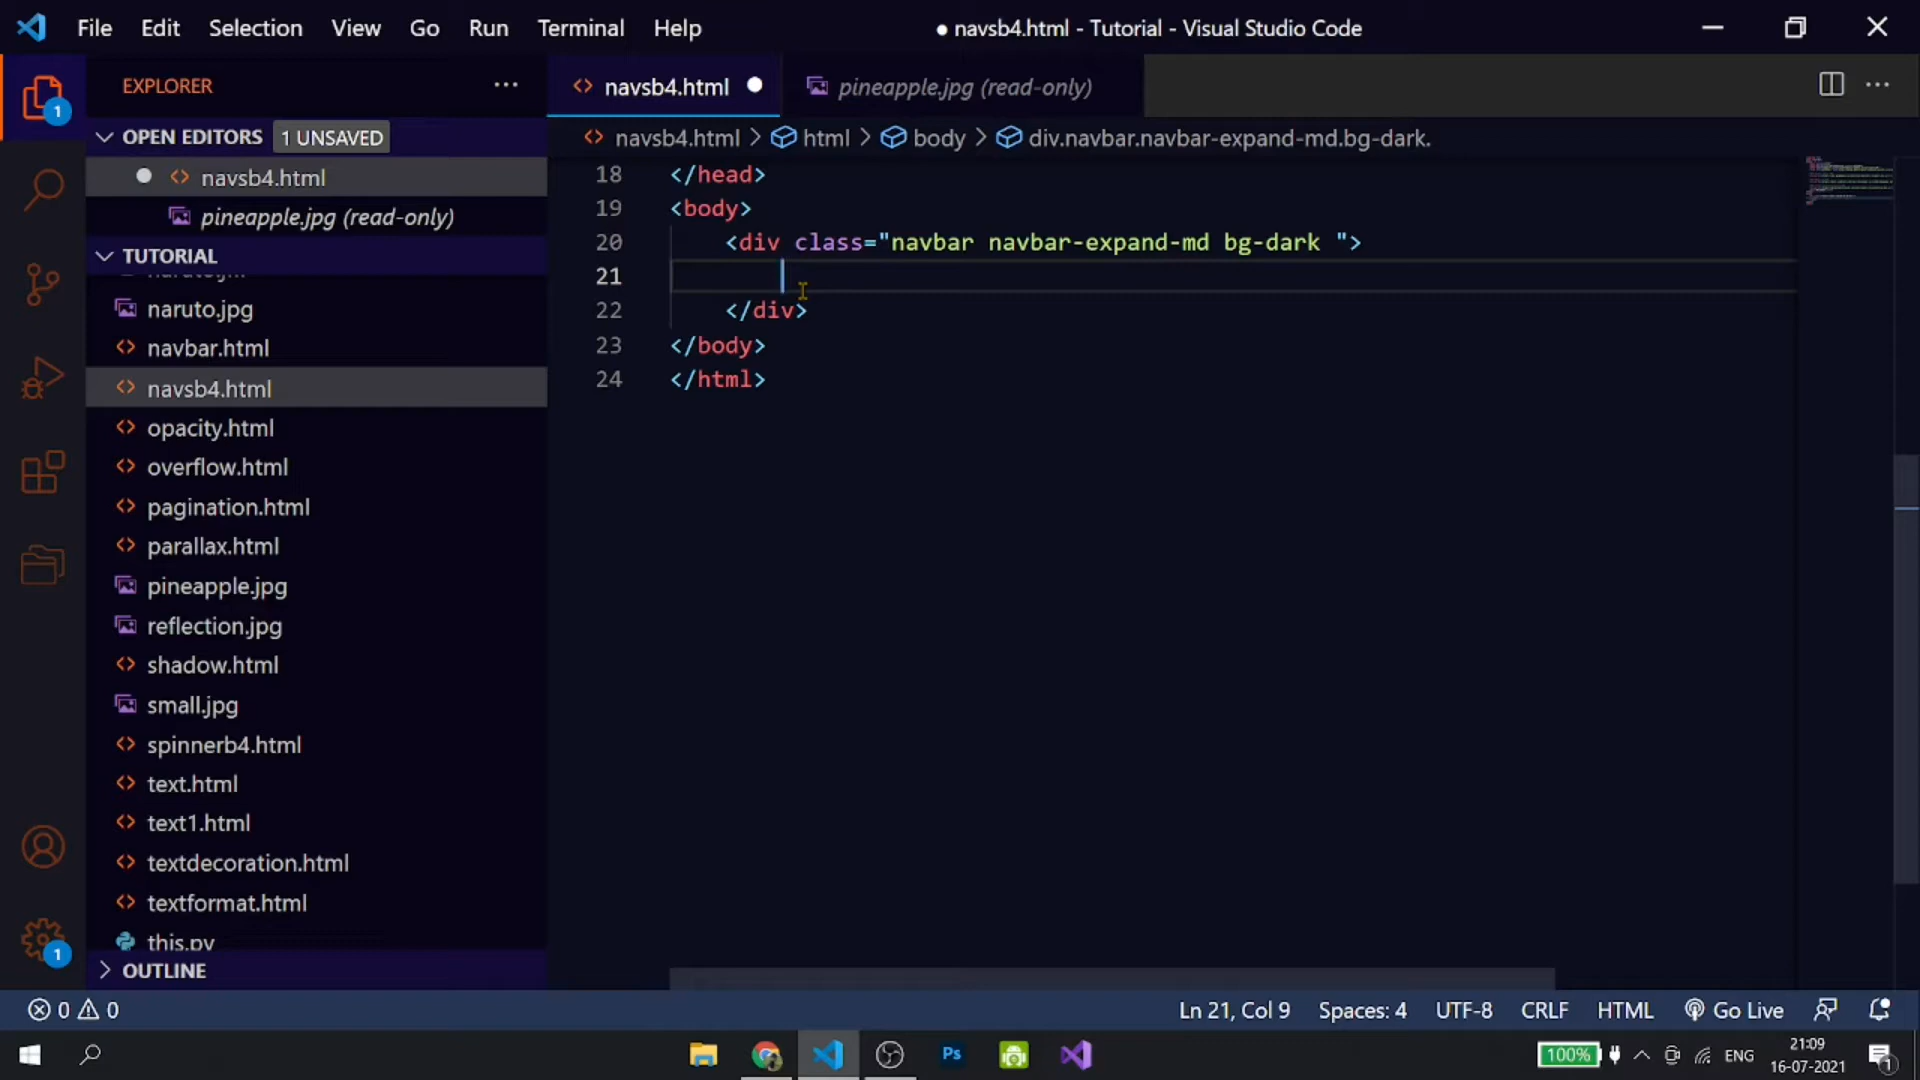 File Edit Selection View Go Run Terminal Help
● navsb4.html - Tutorial - Visual Studio Code
EXPLORER
navsb4.html
pineapple.jpg (read-only)
OPEN EDITORS 1 UNSAVED
navsb4.html > html > body > div.navbar.navbar-expand-md.bg-dark.
navsb4.html
pineapple.jpg (read-only)
TUTORIAL
naruto.jpg
navbar.html
navsb4.html
opacity.html
overflow.html
pagination.html
parallax.html
pineapple.jpg
reflection.jpg
shadow.html
small.jpg
spinnerb4.html
text.html
text1.html
textdecoration.html
textformat.html
this.py
OUTLINE
18 </head>
19 <body>
20 <div class="navbar navbar-expand-md bg-dark ">
21
22 </div>
23 </body>
24 </html>
1
1
0 0
Ln 21, Col 9 Spaces: 4 UTF-8 CRLF HTML Go Live
Ps
100% ENG
21:09
16-07-2021
1